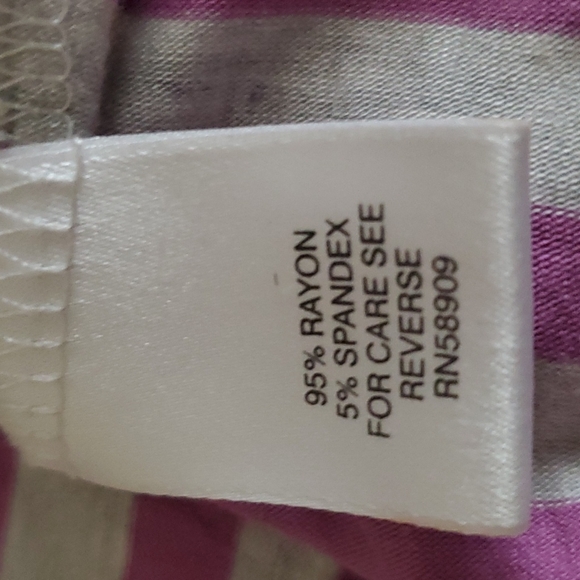 95% RAYON
5% SPANDEX
FOR CARE SEE
REVERSE
RN58909